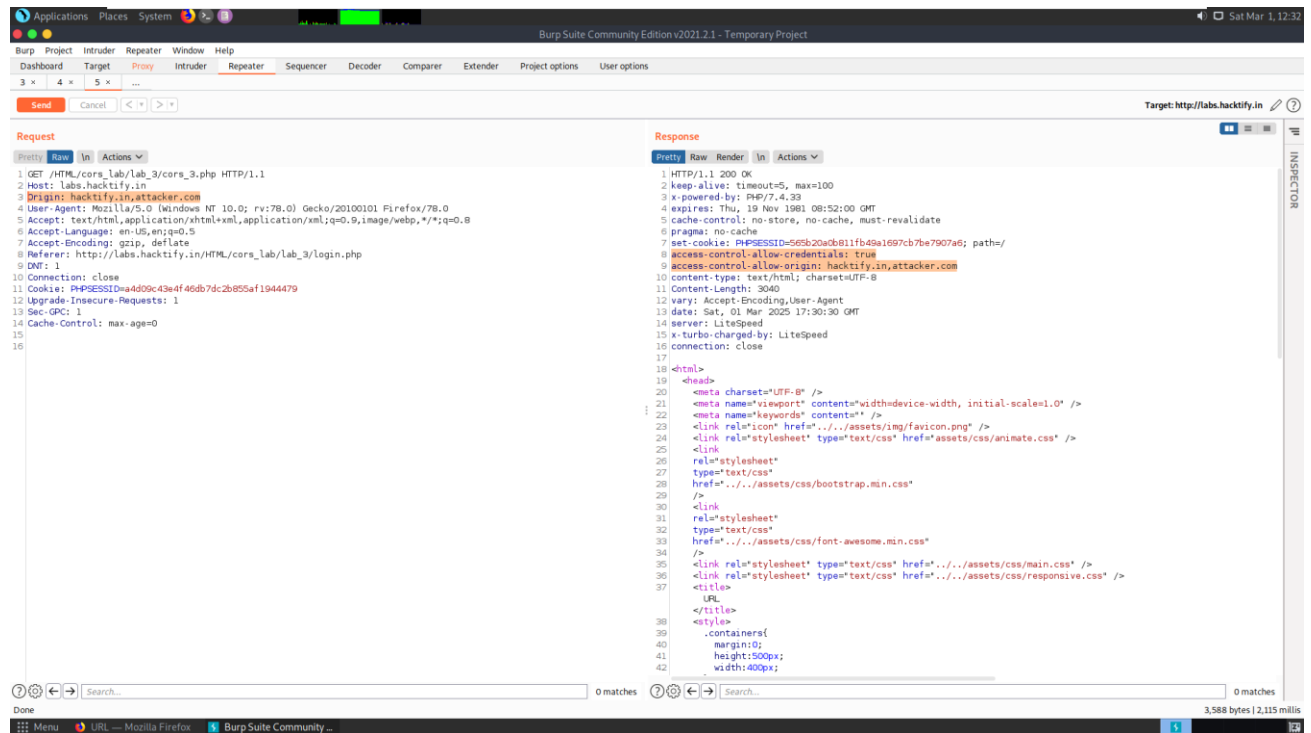 Applications Places System Sat Mar 1, 12:32
Burp Suite Community Edition v2021.2.1 - Temporary Project
Burp Project Intruder Repeater Window Help
Dashboard Target Proxy Intruder Repeater Sequencer Decoder Comparer Extender Project options User options
3 × 4 × 5 × ...
Send Cancel < > Target: http://labs.hacktify.in
Request
Pretty Raw \n Actions
1 GET /HTML/cors_lab/lab_3/cors_3.php HTTP/1.1
2 Host: labs.hacktify.in
3 Origin: hacktify.in,attacker.com
4 User-Agent: Mozilla/5.0 (Windows NT 10.0; rv:78.0) Gecko/20100101 Firefox/78.0
5 Accept: text/html,application/xhtml+xml,application/xml;q=0.9,image/webp,*/*;q=0.8
6 Accept-Language: en-US,en;q=0.5
7 Accept-Encoding: gzip, deflate
8 Referer: http://labs.hacktify.in/HTML/cors_lab/lab_3/login.php
9 DNT: 1
10 Connection: close
11 Cookie: PHPSESSID=a4d09c43e4f46db7dc2b855af1944479
12 Upgrade-Insecure-Requests: 1
13 Sec-GPC: 1
14 Cache-Control: max-age=0
15
16
Search... 0 matches
Response
Pretty Raw Render \n Actions
1 HTTP/1.1 200 OK
2 keep-alive: timeout=5, max=100
3 x-powered-by: PHP/7.4.33
4 expires: Thu, 19 Nov 1981 08:52:00 GMT
5 cache-control: no-store, no-cache, must-revalidate
6 pragma: no-cache
7 set-cookie: PHPSESSID=565b20a0b811fb49a1697cb7be7907a6; path=/
8 access-control-allow-credentials: true
9 access-control-allow-origin: hacktify.in,attacker.com
10 content-type: text/html; charset=UTF-8
11 Content-Length: 3040
12 vary: Accept-Encoding,User-Agent
13 date: Sat, 01 Mar 2025 17:30:30 GMT
14 server: LiteSpeed
15 x-turbo-charged-by: LiteSpeed
16 connection: close
17
18 <html>
19 <head>
20 <meta charset="UTF-8" />
21 <meta name="viewport" content="width=device-width, initial-scale=1.0" />
22 <meta name="keywords" content="" />
23 <link rel="icon" href="../../assets/img/favicon.png" />
24 <link rel="stylesheet" type="text/css" href="assets/css/animate.css" />
25 <link
26 rel="stylesheet"
27 type="text/css"
28 href="../../assets/css/bootstrap.min.css"
29 />
30 <link
31 rel="stylesheet"
32 type="text/css"
33 href="../../assets/css/font-awesome.min.css"
34 />
35 <link rel="stylesheet" type="text/css" href="../../assets/css/main.css" />
36 <link rel="stylesheet" type="text/css" href="../../assets/css/responsive.css" />
37 <title>
URL
</title>
38 <style>
39 .containers{
40 margin:0;
41 height:500px;
42 width:400px;
Search... 0 matches
INSPECTOR
Done 3,588 bytes | 2,115 millis
Menu URL — Mozilla Firefox Burp Suite Community ...